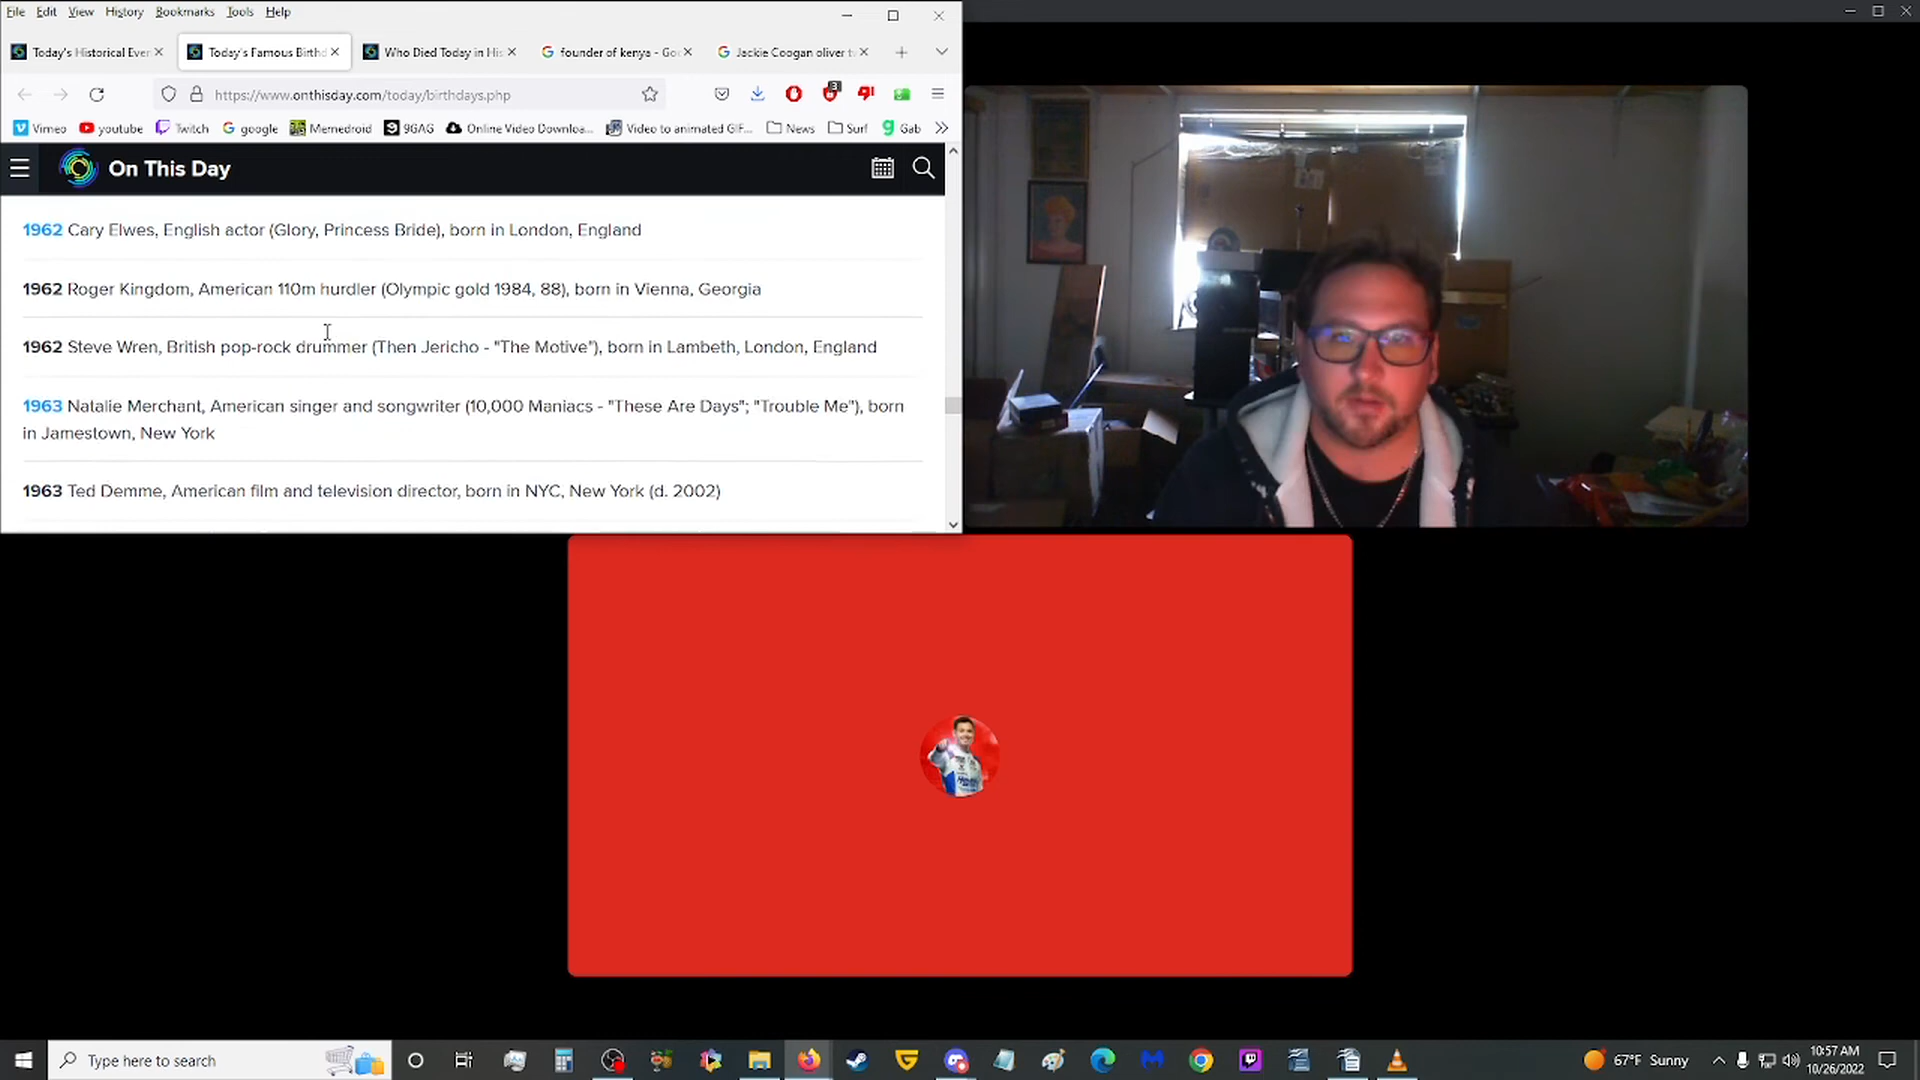 File Edit View History Bookmarks Tools Help
Today's Historical Even
Today's Famous Birthd
Who Died Today in His
founder of kenya - Goo
Jackie Coogan oliver tw
https://www.onthisday.com/today/birthdays.php
3
Vimeo youtube Twitch google Memedroid 9GAG Online Video Downloa... Video to animated GIF... News Surf Gab
On This Day
1962 Cary Elwes, English actor (Glory, Princess Bride), born in London, England
1962 Roger Kingdom, American 110m hurdler (Olympic gold 1984, 88), born in Vienna, Georgia
1962 Steve Wren, British pop-rock drummer (Then Jericho - "The Motive"), born in Lambeth, London, England
1963 Natalie Merchant, American singer and songwriter (10,000 Maniacs - "These Are Days"; "Trouble Me"), born
in Jamestown, New York
1963 Ted Demme, American film and television director, born in NYC, New York (d. 2002)
Type here to search
67°F Sunny
10:57 AM
10/26/2022